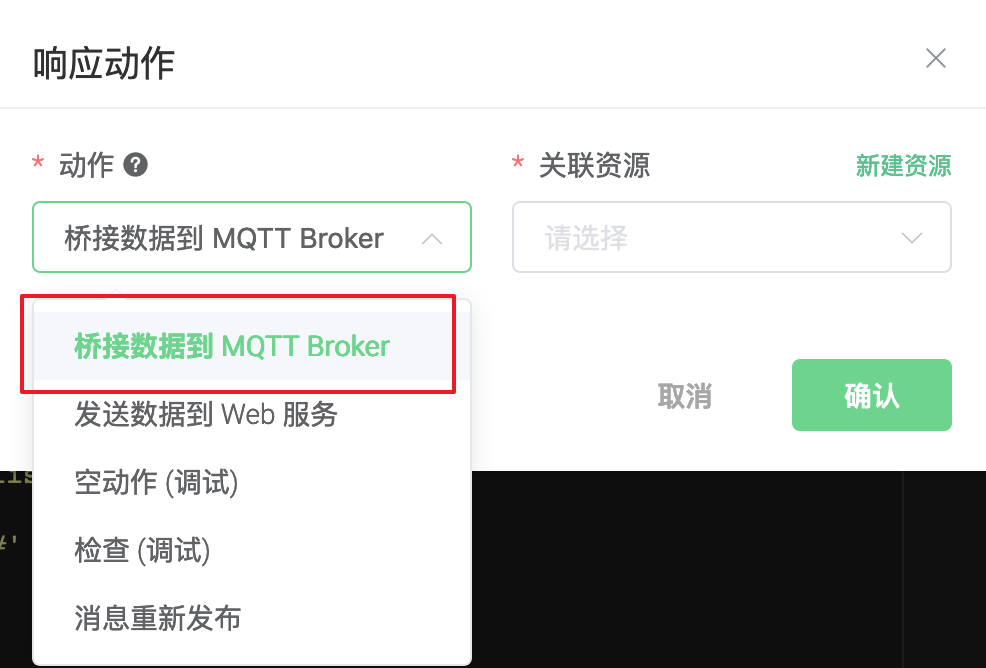 响应动作
* 动作
* 关联资源 新建资源
桥接数据到 MQTT Broker
请选择
桥接数据到 MQTT Broker
发送数据到 Web 服务
空动作 (调试)
检查 (调试)
消息重新发布
取消 确认
#'